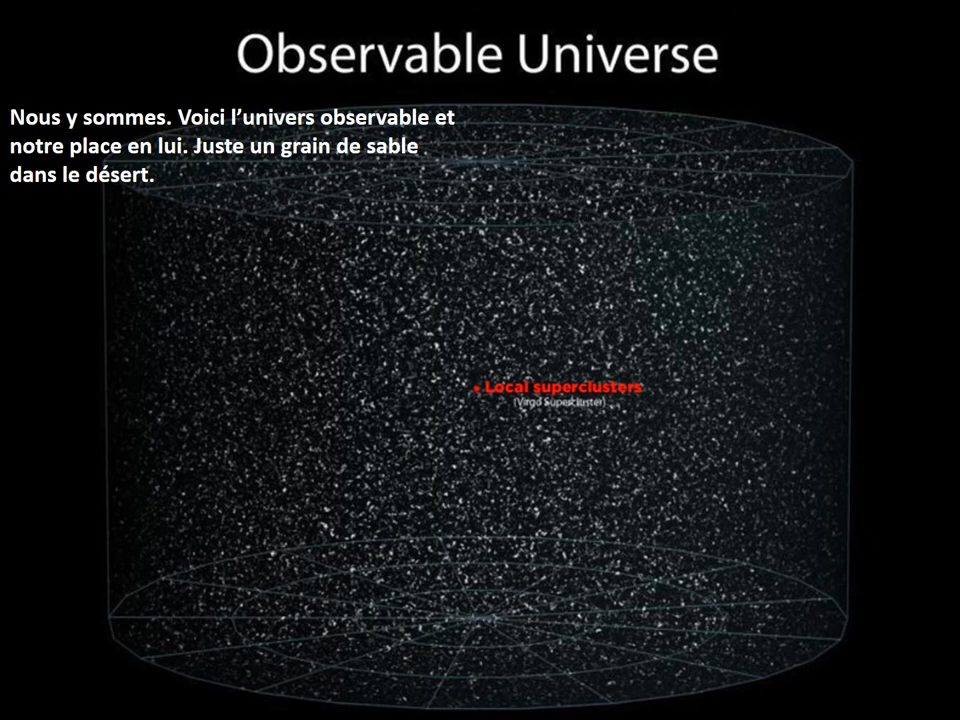 Observable Universe
Nous y sommes. Voici l’univers observable et
notre place en lui. Juste un grain de sable
dans le désert.
• Local superclusters
(Virgo Supercluster)